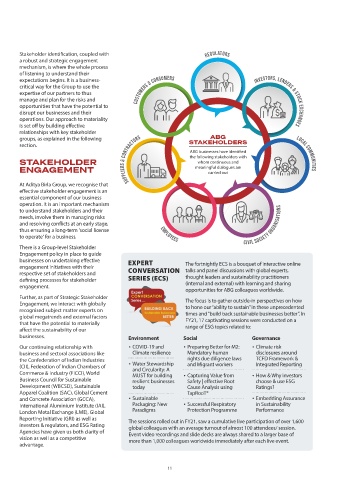 Stakeholder identification, coupled with
a robust and strategic engagement
mechanism, is where the whole process
of listening to understand their
expectations begins. It is a business-
critical way for the Group to use the
expertise of our partners to thus
manage and plan for the risks and
opportunities that have the potential to
disrupt our businesses and their
operations. Our approach to materiality
is set off by building effective
relationships with key stakeholder
groups, as explained in the following
section.
STAKEHOLDER
ENGAGEMENT
At Aditya Birla Group, we recognise that
effective stakeholder engagement is an
essential component of our business
operation. It is an important mechanism
to understand stakeholders and their
needs, involve them in managing risks
and resolving conflicts at an early stage,
thus ensuring a long-term 'social license
to operate' for a business.
There is a Group-level Stakeholder
Engagement policy in place to guide
businesses on undertaking effective
engagement initiatives with their
respective set of stakeholders and
defining processes for stakeholder
engagement.
Further, as part of Strategic Stakeholder
Engagement, we interact with globally
recognised subject matter experts on
global megatrends and external factors
that have the potential to materially
affect the sustainability of our
businesses.
Our continuing relationship with
business and sectoral associations like
the Confederation of Indian Industries
(CII), Federation of Indian Chambers of
Commerce & Industry (FICCI), World
Business Council for Sustainable
Development (WBCSD), Sustainable
Apparel Coalition (SAC), Global Cement
and Concrete Association (GCCA),
International Aluminium Institute (IAI),
London Metal Exchange (LME), Global
Reporting Initiative (GRI) as well as
investors & regulators, and ESG Rating
Agencies have given us both clarity of
vision as well as a competitive
advantage.
REGULATORS
CUSTOMERS & CONSUMERS
INVESTORS, LENDERS & STOCK EXCHANGES
SUPPLIERS & CONTRACTORS
LOCAL COMMUNITIES
EMPLOYEES
CIVIL SOCIETY ORGANISATIONS
ABG
STAKEHOLDERS
ABG businesses have identified
the following stakeholders with
whom continuous and
meaningful dialogues are
carried out
EXPERT
CONVERSATION
SERIES (ECS)
Expert
CONVERSATION
Series
The fortnightly ECS is a bouquet of interactive online
talks and panel discussions with global experts,
thought leaders and sustainability practitioners
(internal and external) with learning and sharing
opportunities for ABG colleagues worldwide.
The focus is to gather outside-in perspectives on how
to hone our "ability to sustain" in these unprecedented
times and "build back sustainable businesses better". In
FY21, 17 captivating sessions were conducted on a
range of ESG topics related to:
Environment
• COVID-19 and
Climate resilience
• Water Stewardship
and Circularity: A
MUST for building
resilient businesses
today
• Sustainable
Packaging: New
Paradigms
Social
• Preparing Better for M2:
Mandatory human
rights due diligence laws
and Migrant workers
• Capturing Value from
Safety | effective Root
Cause Analysis using
TapRooT®
• Successful Respiratory
Protection Programme
Governance
• Climate risk
disclosures around
TCFD Framework &
Integrated Reporting
• How & Why investors
choose & use ESG
Ratings?
• Embedding Assurance
in Sustainability
Performance
The sessions rolled out in FY21, saw a cumulative live participation of over 1,600
global colleagues with an average turnout of almost 100 attendees/ session.
Event video recordings and slide decks are always shared to a larger base of
more than 1,800 colleagues worldwide immediately after each live event.